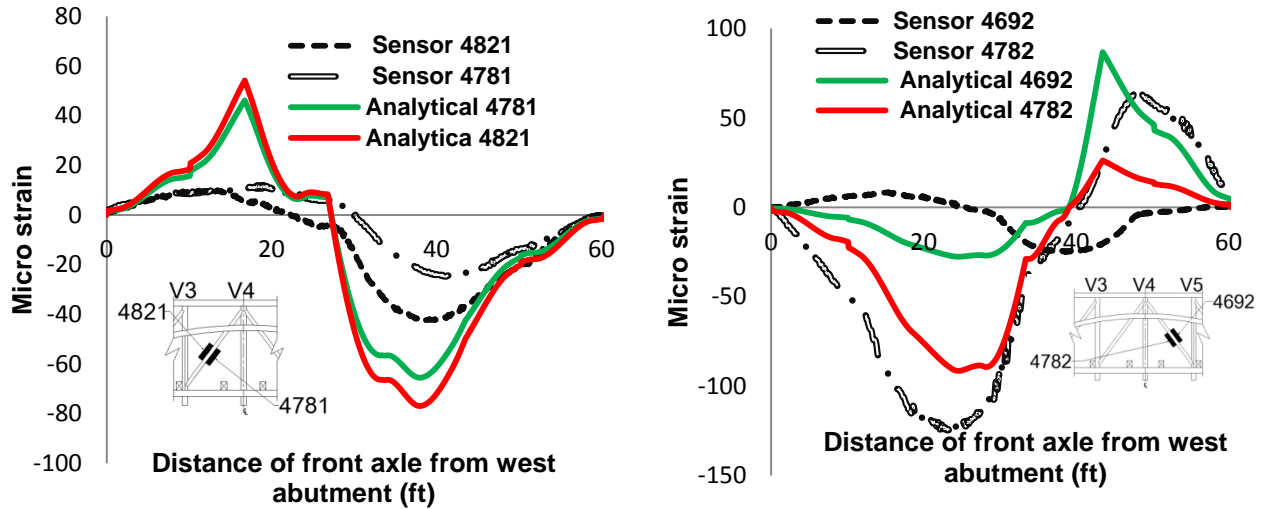 80
60
40
20
0
-20
-40
-60
-80
-100
0
20
40
60
Micro strain
Sensor 4821
Sensor 4781
Analytical 4781
Analytica 4821
V3 V4
4821
4781
Distance of front axle from west
abutment (ft)
100
50
0
-50
-100
-150
0
20
40
60
Micro strain
Sensor 4692
Sensor 4782
Analytical 4692
Analytical 4782
V3 V4 V5
4692
4782
Distance of front axle from west
abutment (ft)